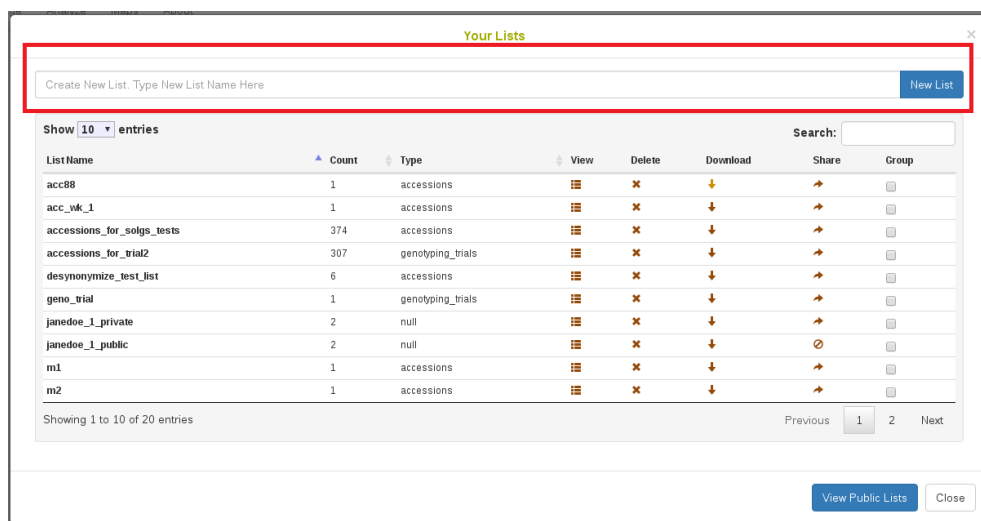 Analyze Maps About
Your Lists ×
Create New List. Type New List Name Here New List
Show 10 entries Search:
List Name Count Type View Delete Download Share Group
acc88 1 accessions
acc_wk_1 1 accessions
accessions_for_solgs_tests 374 accessions
accessions_for_trial2 307 genotyping_trials
desynonymize_test_list 6 accessions
geno_trial 1 genotyping_trials
janedoe_1_private 2 null
janedoe_1_public 2 null
m1 1 accessions
m2 1 accessions
Showing 1 to 10 of 20 entries Previous 1 2 Next
View Public Lists Close